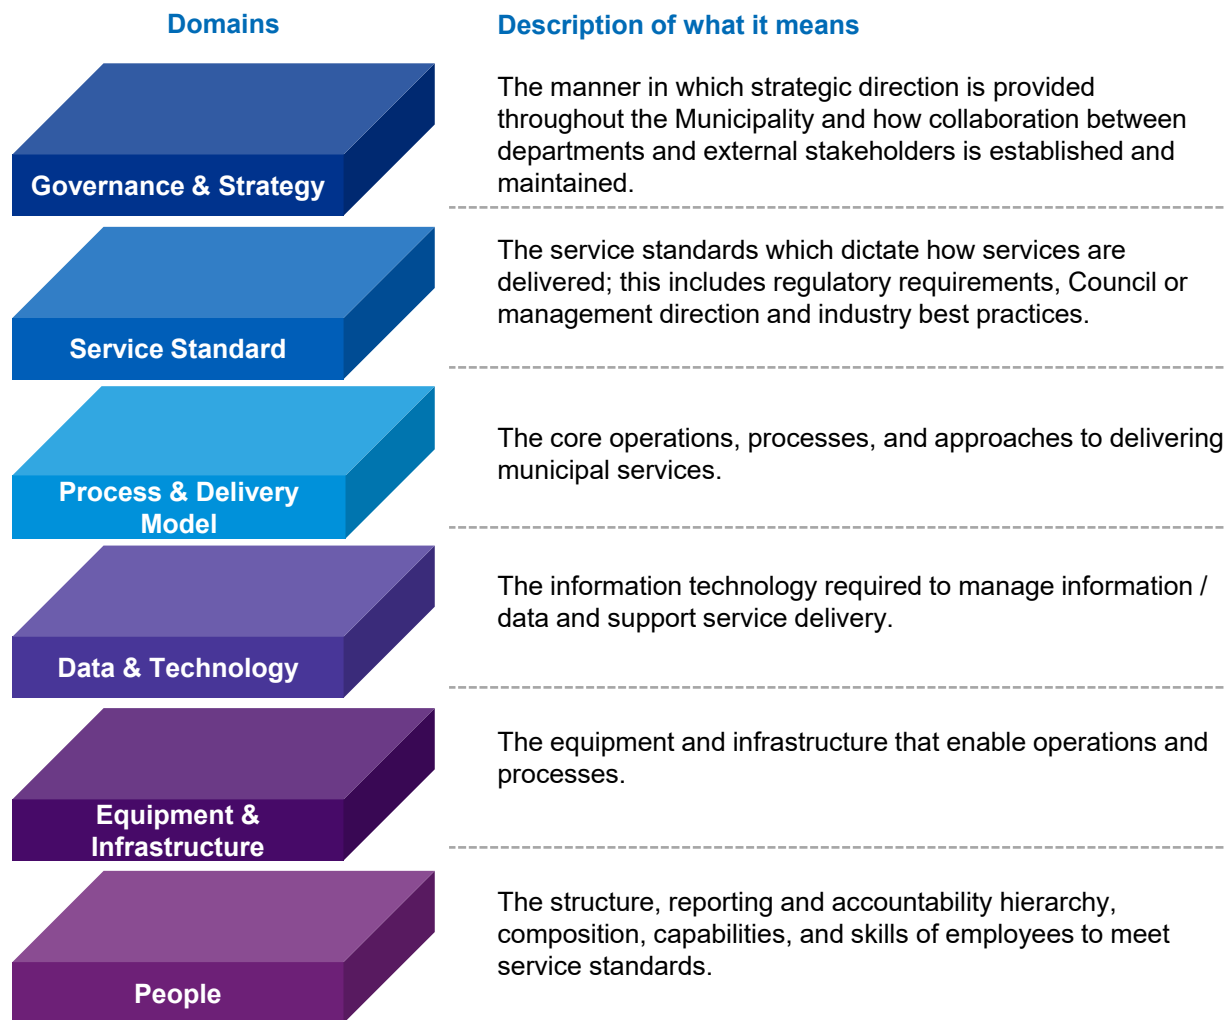 Domains
Description of what it means
Governance & Strategy
The manner in which strategic direction is provided
throughout the Municipality and how collaboration between
departments and external stakeholders is established and
maintained.
Service Standard
The service standards which dictate how services are
delivered; this includes regulatory requirements, Council or
management direction and industry best practices.
Process & Delivery
Model
The core operations, processes, and approaches to delivering
municipal services.
Data & Technology
The information technology required to manage information /
data and support service delivery.
Equipment &
Infrastructure
The equipment and infrastructure that enable operations and
processes.
People
The structure, reporting and accountability hierarchy,
composition, capabilities, and skills of employees to meet
service standards.